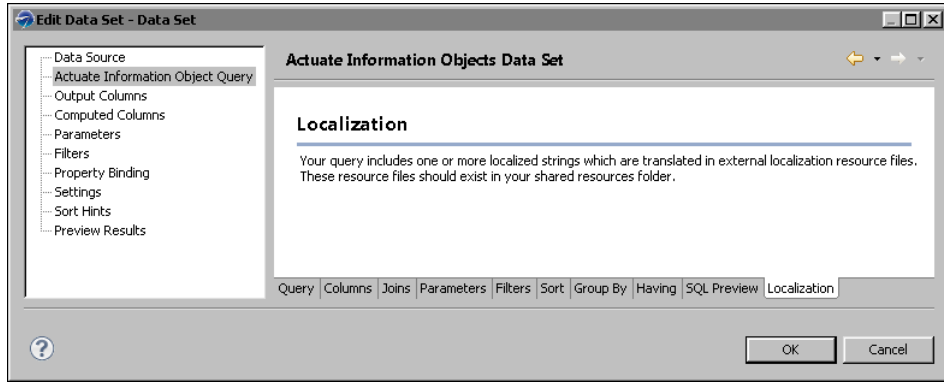 Edit Data Set - Data Set
Data Source
Actuate Information Object Query
Output Columns
Computed Columns
Parameters
Filters
Property Binding
Settings
Sort Hints
Preview Results
Actuate Information Objects Data Set
Localization
Your query includes one or more localized strings which are translated in external localization resource files.
These resource files should exist in your shared resources folder.
Query Columns Joins Parameters Filters Sort Group By Having SQL Preview Localization
?
OK Cancel